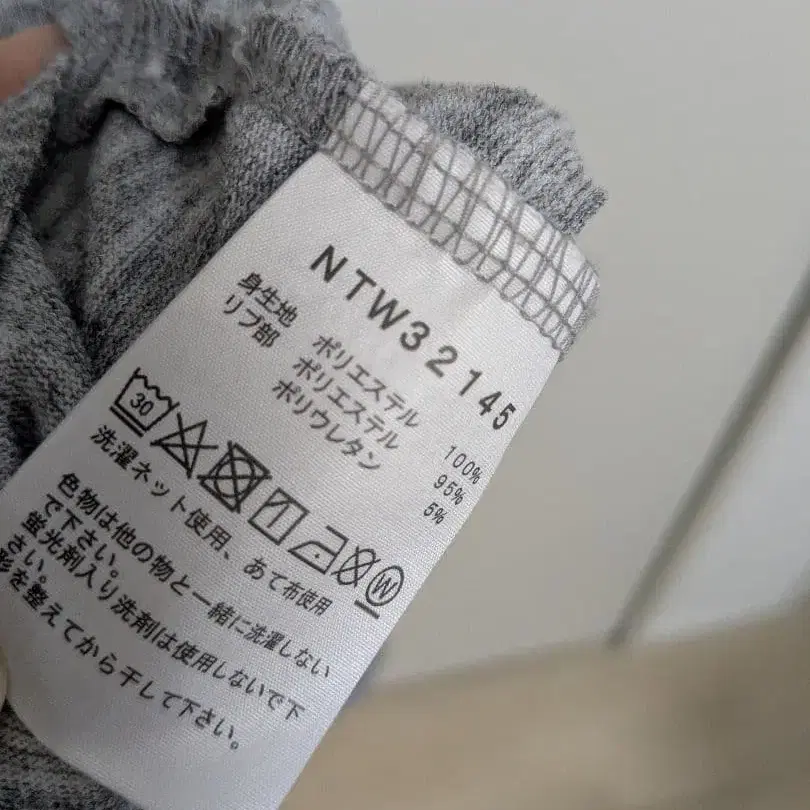 NTW32145
身生地 ポリエステル 100%
リブ部 ポリエステル 95%
ポリウレタン 5%
30
W
洗濯ネット使用、あて布使用
色物は他の物と一緒に洗濯しない
で下さい。
蛍光剤入り洗剤は使用しないで下
さい。
形を整えてから干して下さい。